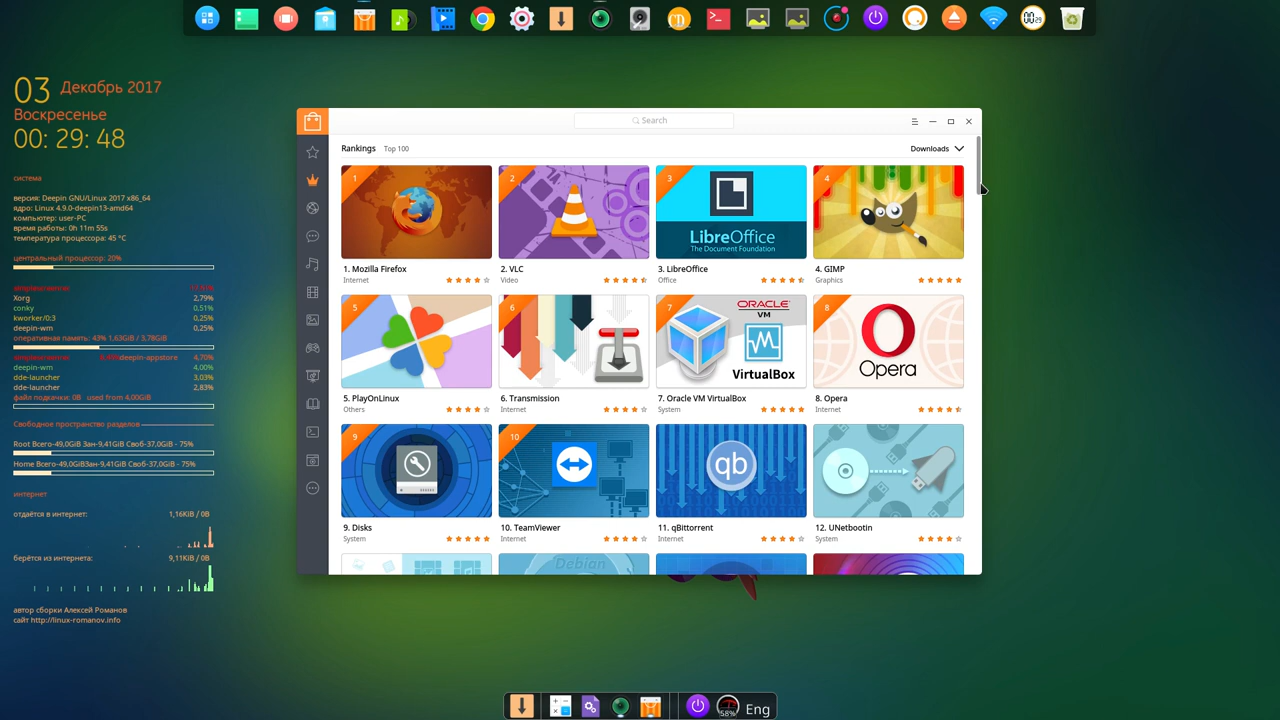 03 Декабрь 2017
Воскресенье
00: 29: 48
система
версия: Deepin GNU/Linux 2017 x86_64
ядро: Linux 4.9.0-deepin13-amd64
компьютер: user-PC
время работы: 0h 11m 55s
температура процессора: 45 °C
центральный процессор: 20%
Xorg 2,79%
conky 0,51%
kworker/0:3 0,25%
deepin-wm 0,25%
оперативная память: 43% 1,63GiB / 3,78GiB
deepin-appstore 4,70%
deepin-wm 4,00%
dde-launcher 3,03%
dde-launcher 2,83%
файл подкачки: 0B used from 4,00GiB
Свободное пространство разделов
Root Всего-49,0GiB Зан-9,41GiB Своб-37,0GiB - 75%
Home Всего-49,0GiBЗан-9,41GiB Своб-37,0GiB - 75%
интернет
отдаётся в интернет: 1,16KiB / 0B
берётся из интернета: 9,11KiB / 0B
автор сборки Алексей Романов
сайт http://linux-romanov.info
CD
Search
Rankings Top 100
Downloads
1
2
3
4
LibreOffice
The Document Foundation
1. Mozilla Firefox
2. VLC
3. LibreOffice
4. GIMP
Internet
Video
Office
Graphics
5
6
7
8
ORACLE
VM
VirtualBox
Opera
5. PlayOnLinux
6. Transmission
7. Oracle VM VirtualBox
8. Opera
Others
Internet
System
Internet
9
10
qb
9. Disks
10. TeamViewer
11. qBittorrent
12. UNetbootin
System
Internet
Internet
System
Debian
58%
Eng